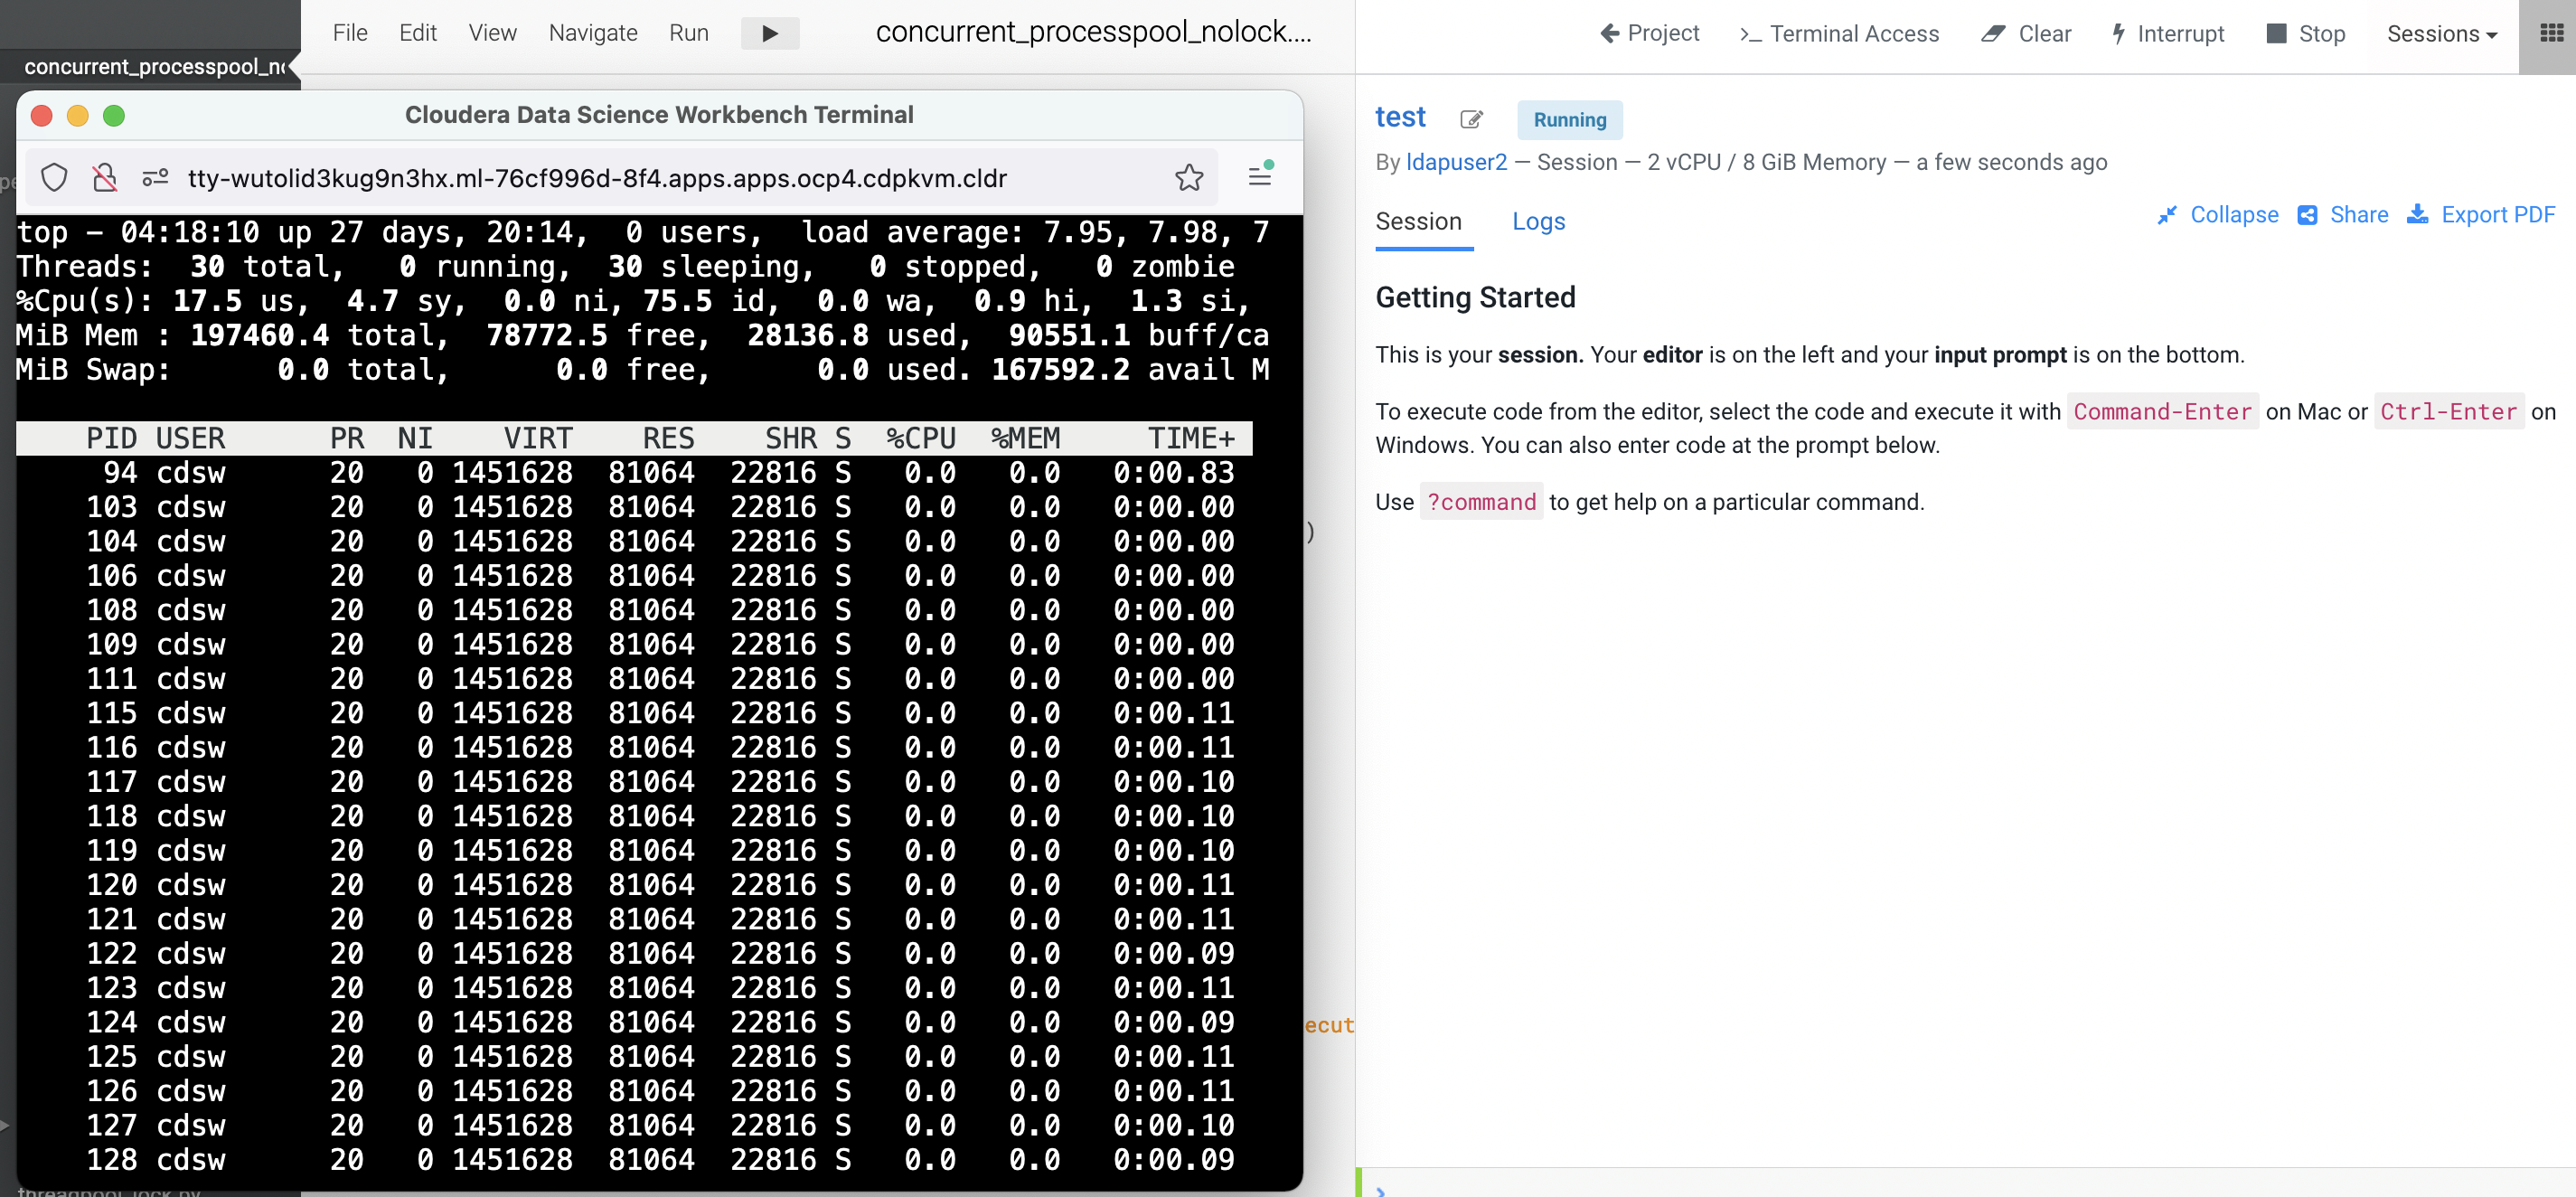 File Edit View Navigate Run
concurrent_processpool_nolock....
Project Terminal Access Clear Interrupt Stop Sessions
Cloudera Data Science Workbench Terminal
tty-wutolid3kug9n3hx.ml-76cf996d-8f4.apps.apps.ocp4.cdpkvm.cldr
top - 04:18:10 up 27 days, 20:14,  0 users,  load average: 7.95, 7.98, 7
Threads:  30 total,   0 running,  30 sleeping,   0 stopped,   0 zombie
%Cpu(s): 17.5 us,  4.7 sy,  0.0 ni, 75.5 id,  0.0 wa,  0.9 hi,  1.3 si,
MiB Mem : 197460.4 total,  78772.5 free,  28136.8 used,  90551.1 buff/ca
MiB Swap:      0.0 total,      0.0 free,      0.0 used. 167592.2 avail M
PID USER PR NI VIRT RES SHR S %CPU %MEM TIME+
94 cdsw 20 0 1451628 81064 22816 S 0.0 0.0 0:00.83
103 cdsw 20 0 1451628 81064 22816 S 0.0 0.0 0:00.00
104 cdsw 20 0 1451628 81064 22816 S 0.0 0.0 0:00.00
106 cdsw 20 0 1451628 81064 22816 S 0.0 0.0 0:00.00
108 cdsw 20 0 1451628 81064 22816 S 0.0 0.0 0:00.00
109 cdsw 20 0 1451628 81064 22816 S 0.0 0.0 0:00.00
111 cdsw 20 0 1451628 81064 22816 S 0.0 0.0 0:00.00
115 cdsw 20 0 1451628 81064 22816 S 0.0 0.0 0:00.11
116 cdsw 20 0 1451628 81064 22816 S 0.0 0.0 0:00.11
117 cdsw 20 0 1451628 81064 22816 S 0.0 0.0 0:00.10
118 cdsw 20 0 1451628 81064 22816 S 0.0 0.0 0:00.10
119 cdsw 20 0 1451628 81064 22816 S 0.0 0.0 0:00.10
120 cdsw 20 0 1451628 81064 22816 S 0.0 0.0 0:00.11
121 cdsw 20 0 1451628 81064 22816 S 0.0 0.0 0:00.11
122 cdsw 20 0 1451628 81064 22816 S 0.0 0.0 0:00.09
123 cdsw 20 0 1451628 81064 22816 S 0.0 0.0 0:00.11
124 cdsw 20 0 1451628 81064 22816 S 0.0 0.0 0:00.09
125 cdsw 20 0 1451628 81064 22816 S 0.0 0.0 0:00.11
126 cdsw 20 0 1451628 81064 22816 S 0.0 0.0 0:00.11
127 cdsw 20 0 1451628 81064 22816 S 0.0 0.0 0:00.10
128 cdsw 20 0 1451628 81064 22816 S 0.0 0.0 0:00.09
)
ecut
test
Running
By ldapuser2 — Session — 2 vCPU / 8 GiB Memory — a few seconds ago
Session Logs
Collapse Share Export PDF
Getting Started
This is your session. Your editor is on the left and your input prompt is on the bottom.
To execute code from the editor, select the code and execute it with Command-Enter on Mac or Ctrl-Enter on
Windows. You can also enter code at the prompt below.
Use ?command to get help on a particular command.